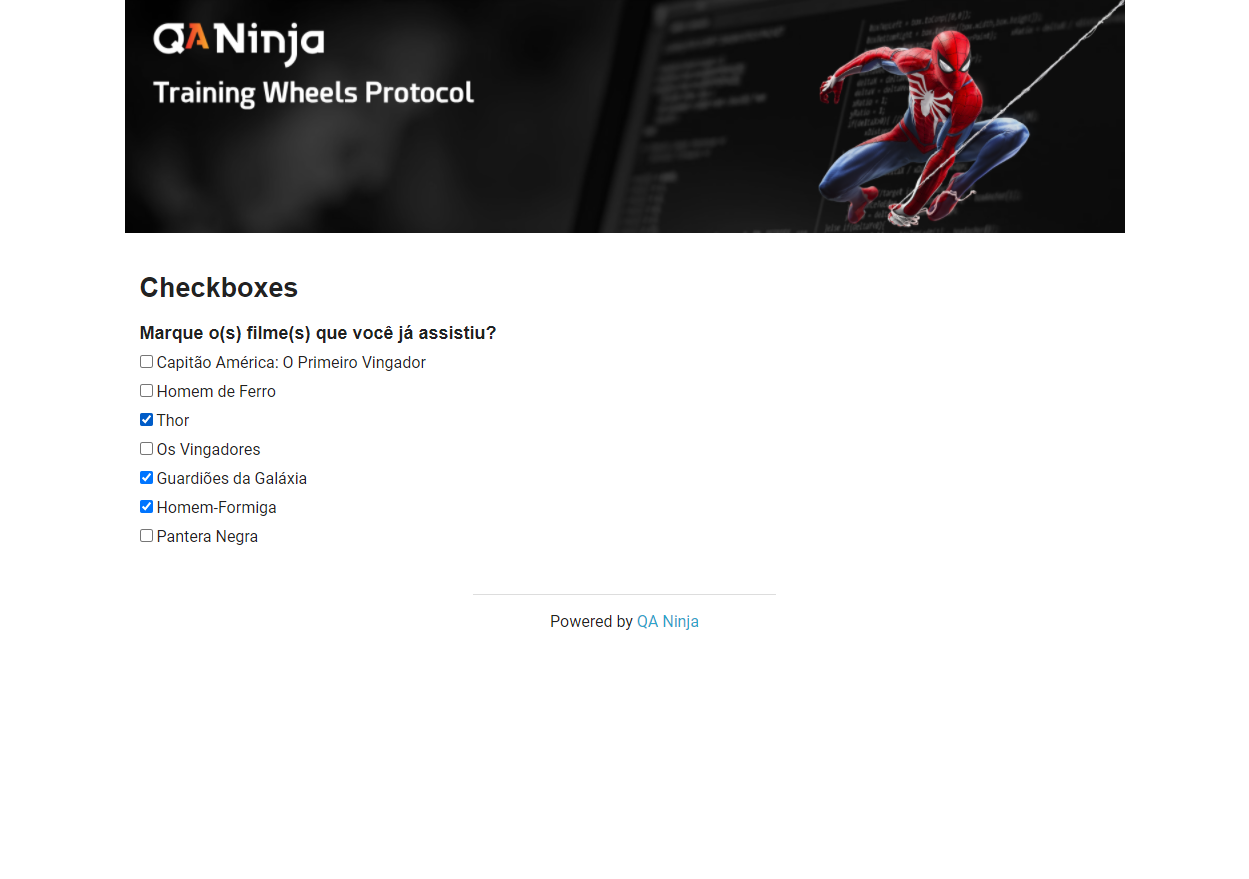 QANinja
Training Wheels Protocol
Checkboxes
Marque o(s) filme(s) que você já assistiu?
Capitão América: O Primeiro Vingador
Homem de Ferro
Thor
Os Vingadores
Guardiões da Galáxia
Homem-Formiga
Pantera Negra
Powered by QA Ninja